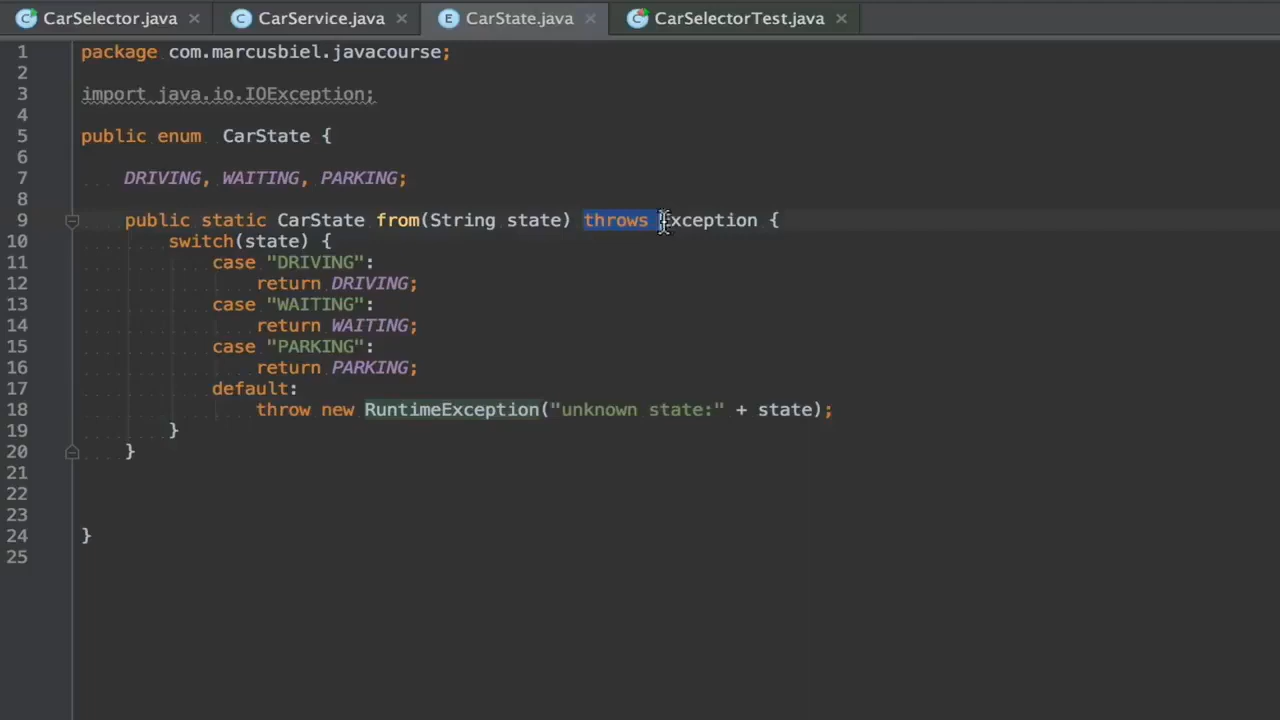 CarSelector.java CarService.java CarState.java CarSelectorTest.java
1 package com.marcusbiel.javacourse;
2
3 import java.io.IOException;
4
5 public enum CarState {
6
7 DRIVING, WAITING, PARKING;
8
9 public static CarState from(String state) throws Exception {
10 switch(state) {
11 case "DRIVING":
12 return DRIVING;
13 case "WAITING":
14 return WAITING;
15 case "PARKING":
16 return PARKING;
17 default:
18 throw new RuntimeException("unknown state:" + state);
19 }
20 }
21
22
23
24 }
25